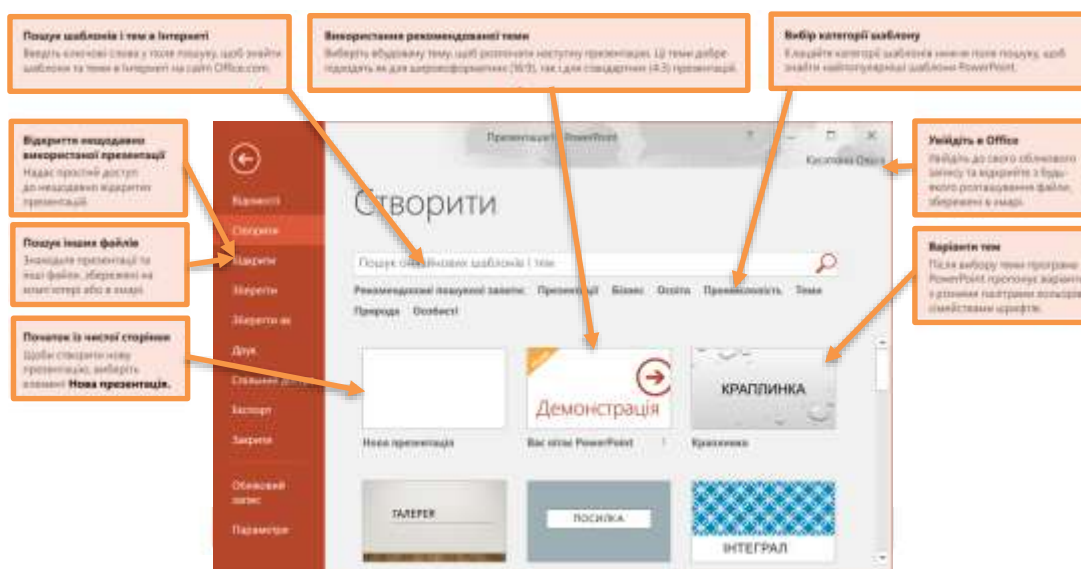 Пошук шаблонів і тем в Інтернеті
Введіть ключові слова у поле пошуку, щоб знайти
шаблони та теми в Інтернеті на сайті Office.com.
Використання рекомендованої теми
Виберіть вбудовану тему, щоб розпочати наступну презентацію. Ці теми добре
підходять як для широкоформатних (16:9), так і для стандартних (4:3) презентацій.
Вибір категорії шаблону
Клацайте категорії шаблонів нижче поля пошуку, щоб
знайти найпопулярніші шаблони PowerPoint.
Відкриття нещодавно
використаної презентації
Надає простий доступ
до нещодавно відкритих
презентацій.
Пошук інших файлів
Знаходьте презентації та
інші файли, збережені на
комп'ютері або в хмарі.
Початок із чистої сторінки
Щоби створити нову
презентацію, виберіть
елемент Нова презентація.
Увійдіть в Office
Увійдіть до свого облікового
запису та відкрийте з будь-
якого розташування файли,
збережені в хмарі.
Варіанти тем
Після вибору теми програма
PowerPoint пропонує варіанти
з різними палітрами кольорів
сімействами шрифтів.
PowerPoint
Відомості
Створити
Відкрити
Зберегти
Зберегти як
Друк
Спільний
Експорт
Закрити
Обліковий
запис
Параметри
Створити
Пошук онлайнових шаблонів і тем
Рекомендовані пошукові запити: Презентації Бізнес Освіта Промисловість Теми
Природа Особисті
Демонстрація
КРАПЛИНКА
Нова презентація
Вас вітає PowerPoint
Краплинка
ГАЛЕРЕЯ
ПОСИЛКА
ІНТЕГРАЛ